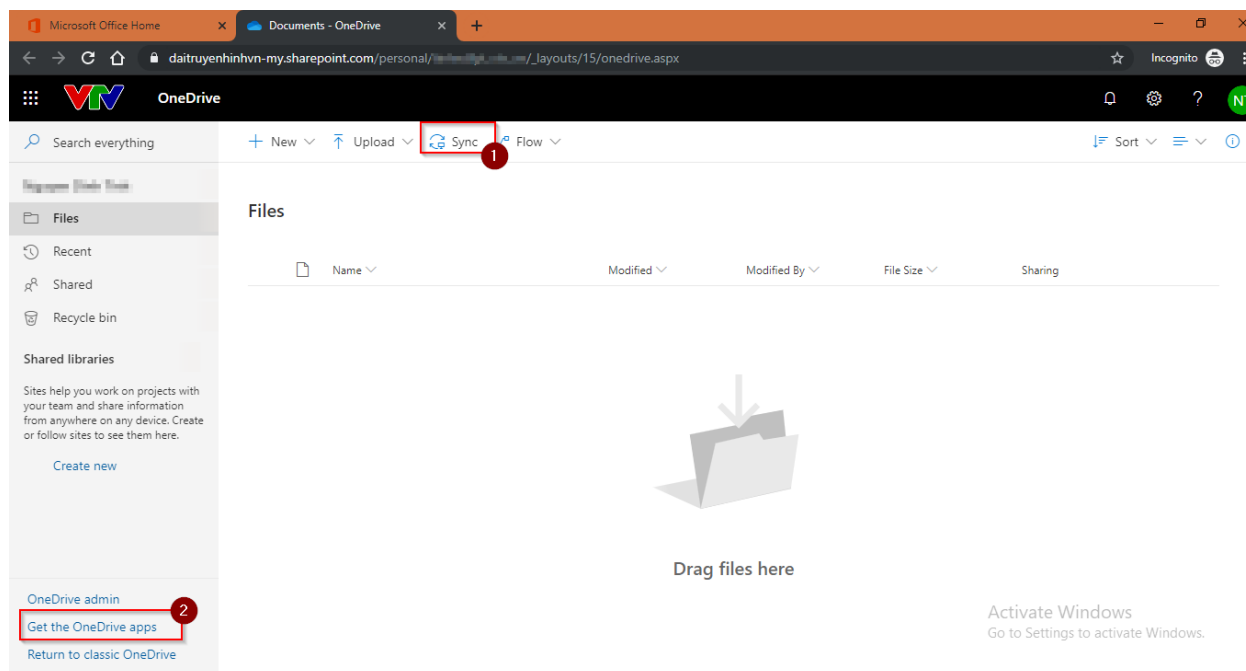 Microsoft Office Home
Documents - OneDrive
daitruyenhinhvn-my.sharepoint.com/personal/ /_layouts/15/onedrive.aspx
Incognito
VTV
OneDrive
NT
Search everything
New
Upload
Sync
Flow
Sort
1
Files
Recent
Shared
Recycle bin
Shared libraries
Sites help you work on projects with
your team and share information
from anywhere on any device. Create
or follow sites to see them here.
Create new
OneDrive admin
2
Get the OneDrive apps
Return to classic OneDrive
Files
Name
Modified
Modified By
File Size
Sharing
Drag files here
Activate Windows
Go to Settings to activate Windows.